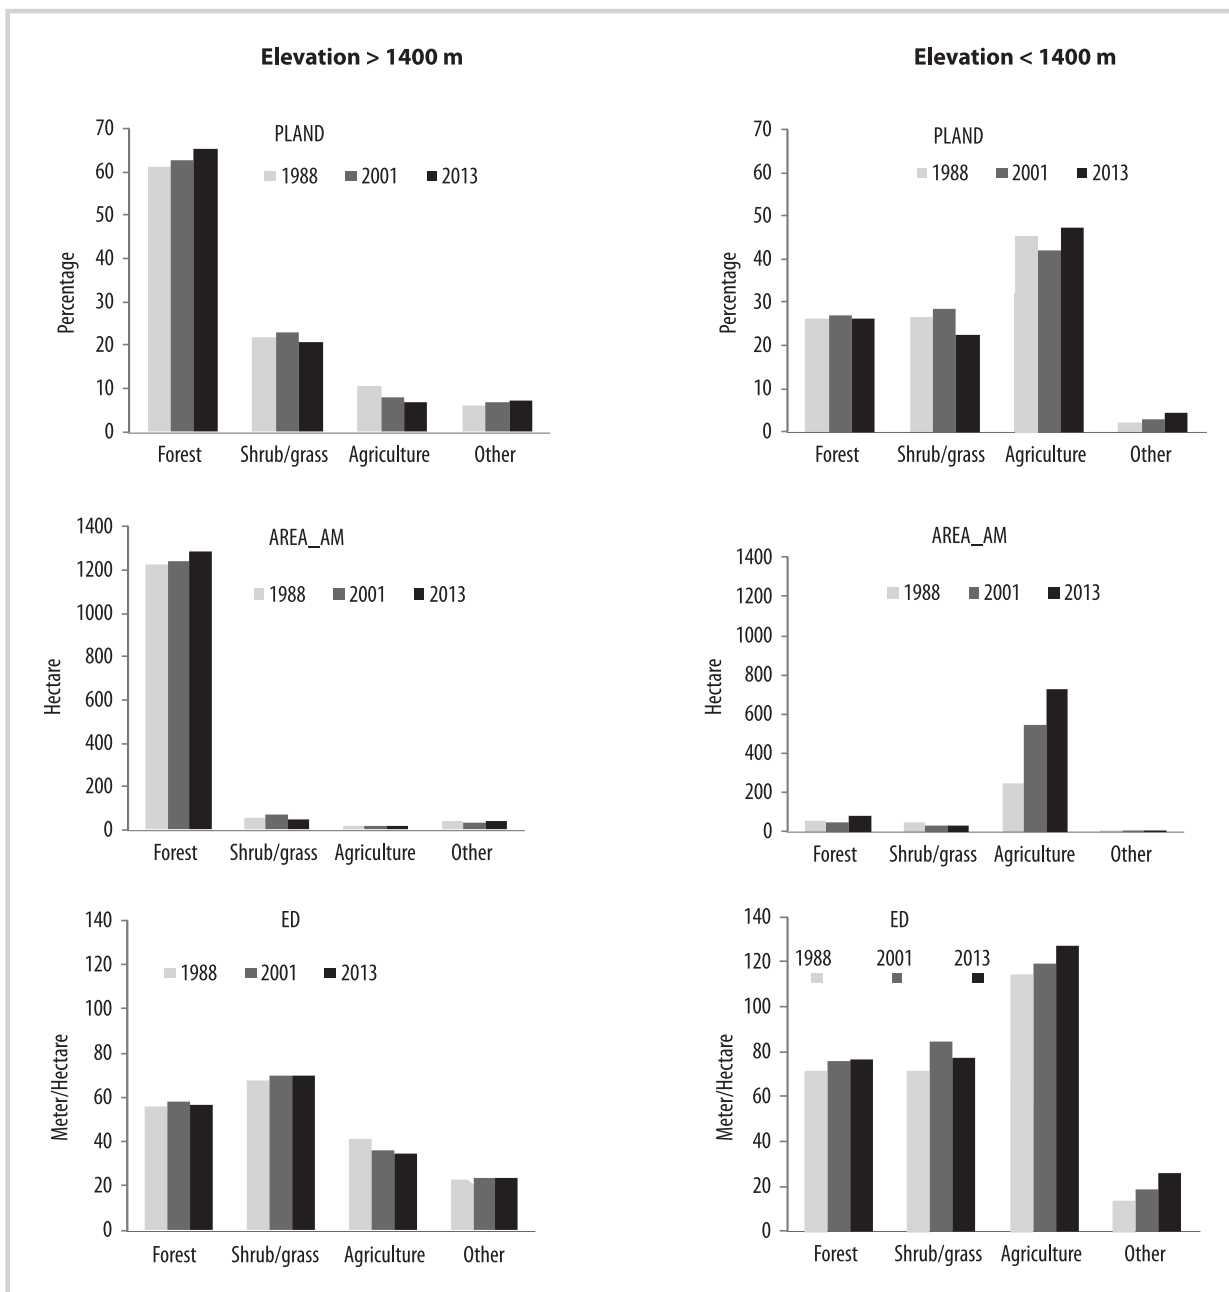 Elevation > 1400 m
PLAND
1988 2001 2013
Percentage
70
60
50
40
30
20
10
0
Forest Shrub/grass Agriculture Other
AREA_AM
1988 2001 2013
Hectare
1400
1200
1000
800
600
400
200
0
Forest Shrub/grass Agriculture Other
ED
1988 2001 2013
Meter/Hectare
140
120
100
80
60
40
20
0
Forest Shrub/grass Agriculture Other
Elevation < 1400 m
PLAND
1988 2001 2013
Percentage
70
60
50
40
30
20
10
0
Forest Shrub/grass Agriculture Other
AREA_AM
1988 2001 2013
Hectare
1400
1200
1000
800
600
400
200
0
Forest Shrub/grass Agriculture Other
ED
1988 2001 2013
Meter/Hectare
140
120
100
80
60
40
20
0
Forest Shrub/grass Agriculture Other